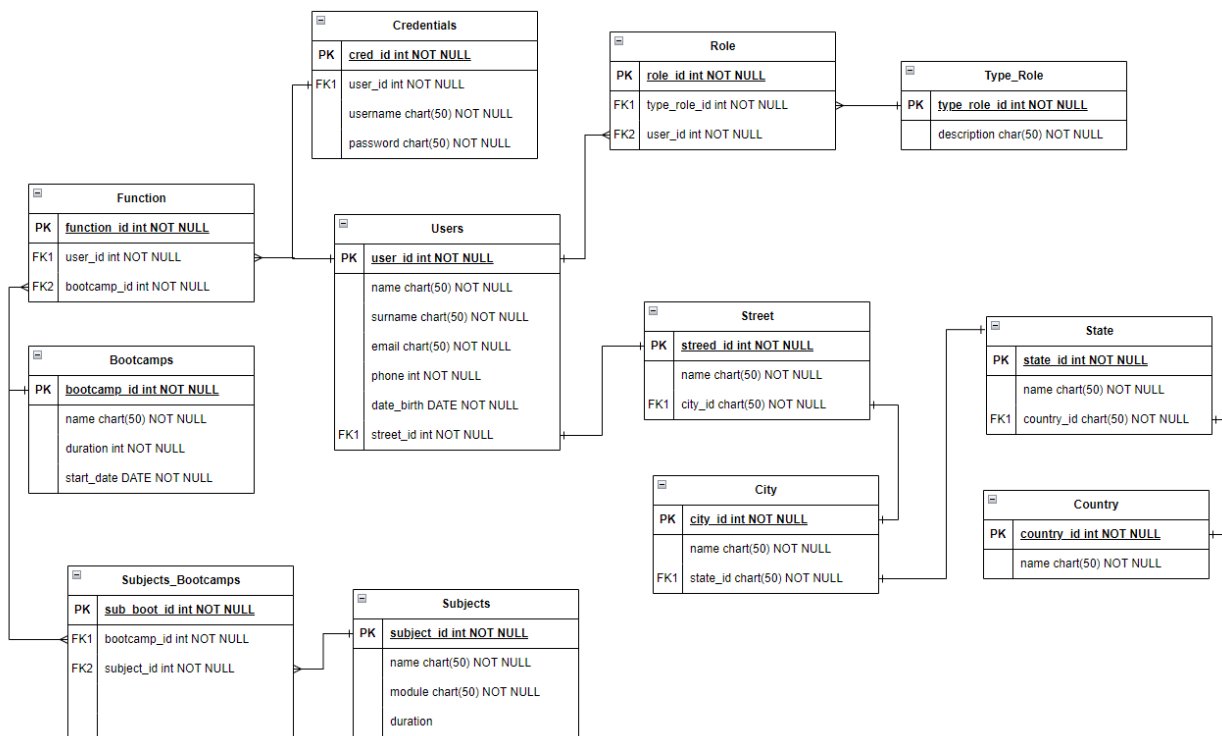 Credentials
PK cred_id int NOT NULL
FK1 user_id int NOT NULL
username chart(50) NOT NULL
password chart(50) NOT NULL
Role
PK role_id int NOT NULL
FK1 type_role_id int NOT NULL
FK2 user_id int NOT NULL
Type_Role
PK type_role_id int NOT NULL
description char(50) NOT NULL
Function
PK function_id int NOT NULL
FK1 user_id int NOT NULL
FK2 bootcamp_id int NOT NULL
Users
PK user_id int NOT NULL
name chart(50) NOT NULL
surname chart(50) NOT NULL
email chart(50) NOT NULL
phone int NOT NULL
date_birth DATE NOT NULL
FK1 street_id int NOT NULL
Street
PK streed_id int NOT NULL
name chart(50) NOT NULL
FK1 city_id chart(50) NOT NULL
State
PK state_id int NOT NULL
name chart(50) NOT NULL
FK1 country_id chart(50) NOT NULL
Bootcamps
PK bootcamp_id int NOT NULL
name chart(50) NOT NULL
duration int NOT NULL
start_date DATE NOT NULL
City
PK city_id int NOT NULL
name chart(50) NOT NULL
FK1 state_id chart(50) NOT NULL
Country
PK country_id int NOT NULL
name chart(50) NOT NULL
Subjects_Bootcamps
PK sub_boot_id int NOT NULL
FK1 bootcamp_id int NOT NULL
FK2 subject_id int NOT NULL
Subjects
PK subject_id int NOT NULL
name chart(50) NOT NULL
module chart(50) NOT NULL
duration